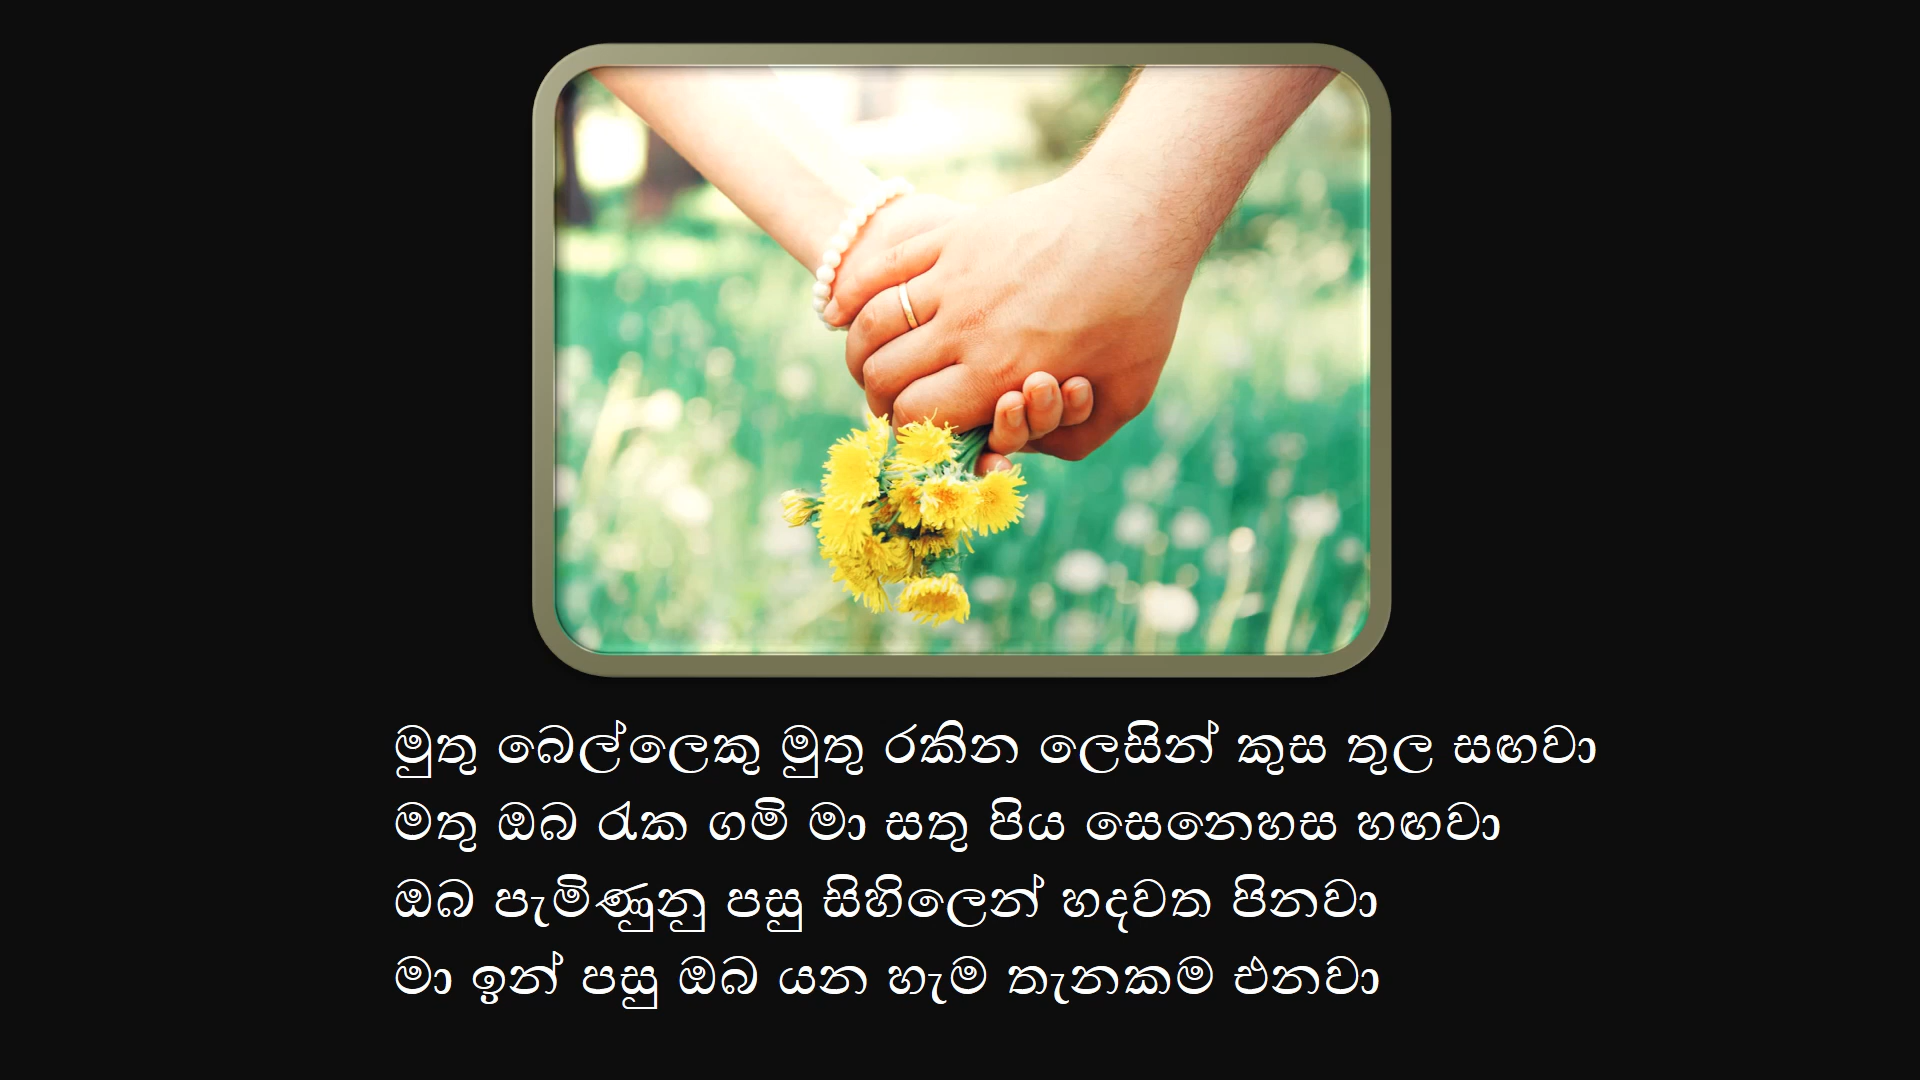 මුතු බෙල්ලෙකු මුතු රකින ලෙසින් කුස තුල සඟවා
මතු ඔබ රැක ගමි මා සතු පිය සෙනෙහස හඟවා
ඔබ පැමිණුනු පසු සිහිලෙන් හදවත පිනවා
මා ඉන් පසු ඔබ යන හැම තැනකම එනවා